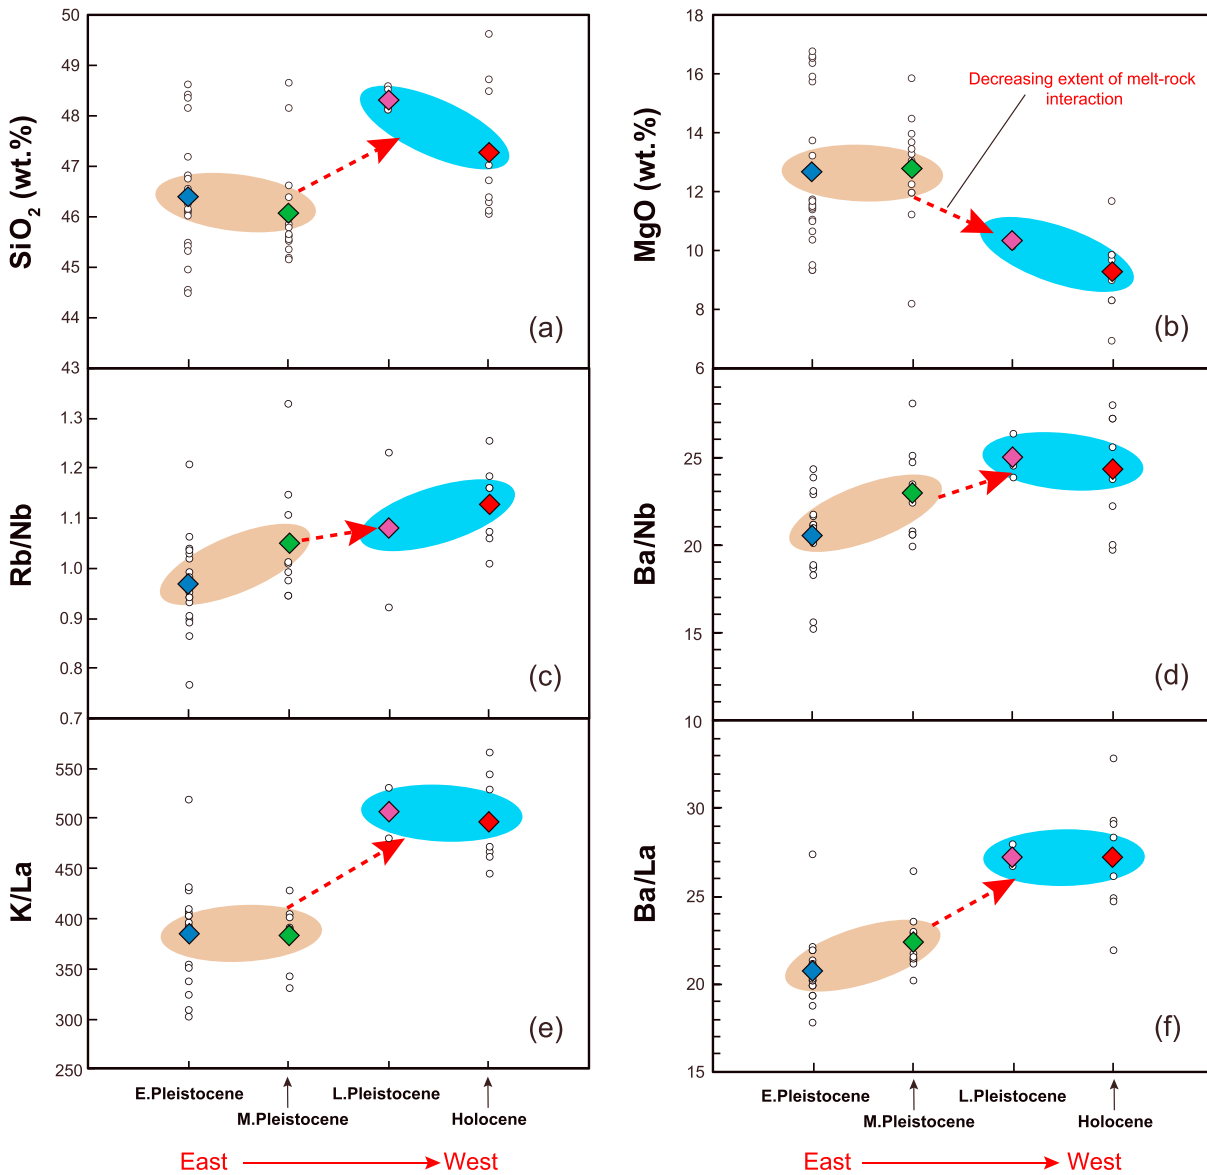 50
49
48
47
46
45
44
43
SiO2 (wt.%)
(a)
18
16
14
12
10
8
6
MgO (wt.%)
Decreasing extent of melt-rock
interaction
(b)
1.3
1.2
1.1
1.0
0.9
0.8
0.7
Rb/Nb
(c)
25
20
15
10
Ba/Nb
(d)
550
500
450
400
350
300
250
K/La
(e)
30
25
20
15
Ba/La
(f)
E.Pleistocene
L.Pleistocene
M.Pleistocene
Holocene
East
West
E.Pleistocene
L.Pleistocene
M.Pleistocene
Holocene
East
West